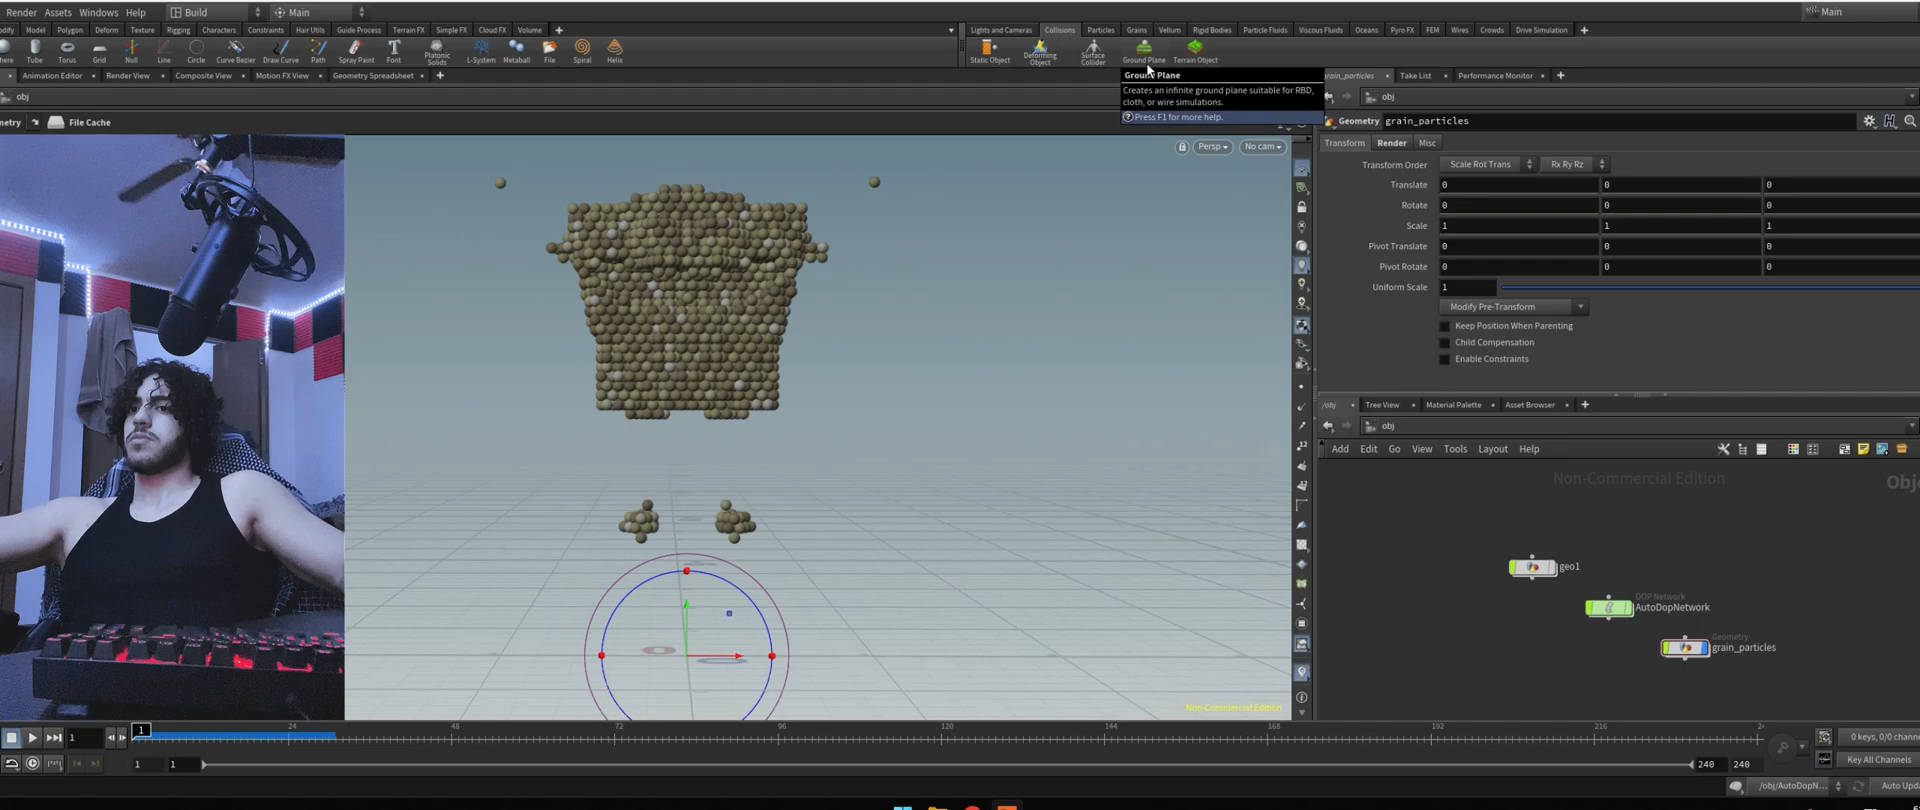 Render Assets Windows Help Build Main Main
Model Polygon Deform Texture Rigging Characters Constraints Hair Utils Guide Process Terrain FX Simple FX Cloud FX Volume
Lights and Cameras Collisions Particles Grains Vellum Rigid Bodies Particle Fluids Viscous Fluids Oceans Pyro FX FEM Wires Crowds Drive Simulation
Tube Torus Grid Null Line Circle Curve Bezier Draw Curve Path Spray Paint Font Platonic Solids L-System Metaball File Spiral Helix
Static Object Deforming Object Surface Collider Ground Plane Terrain Object
Animation Editor Render View Composite View Motion FX View Geometry Spreadsheet
Ground Plane
Creates an infinite ground plane suitable for RBD,
cloth, or wire simulations.
Press F1 for more help.
grain_particles Take List Performance Monitor
obj
obj
File Cache
Geometry grain_particles
Transform Render Misc
Persp No cam
Transform Order Scale Rot Trans Rx Ry Rz
Translate 0 0 0
Rotate 0 0 0
Scale 1 1 1
Pivot Translate 0 0 0
Pivot Rotate 0 0 0
Uniform Scale 1
Modify Pre-Transform
Keep Position When Parenting
Child Compensation
Enable Constraints
/obj Tree View Material Palette Asset Browser
obj
Add Edit Go View Tools Layout Help
Non-Commercial Edition
geo1
DOP Network
AutoDopNetwork
Geometry
grain_particles
Non-Commercial Edition
1 1 24 48 72 96 120 144 168 192 216
0 keys, 0/0
1 1 240 240
Key All Channels
/obj/AutoDopN...